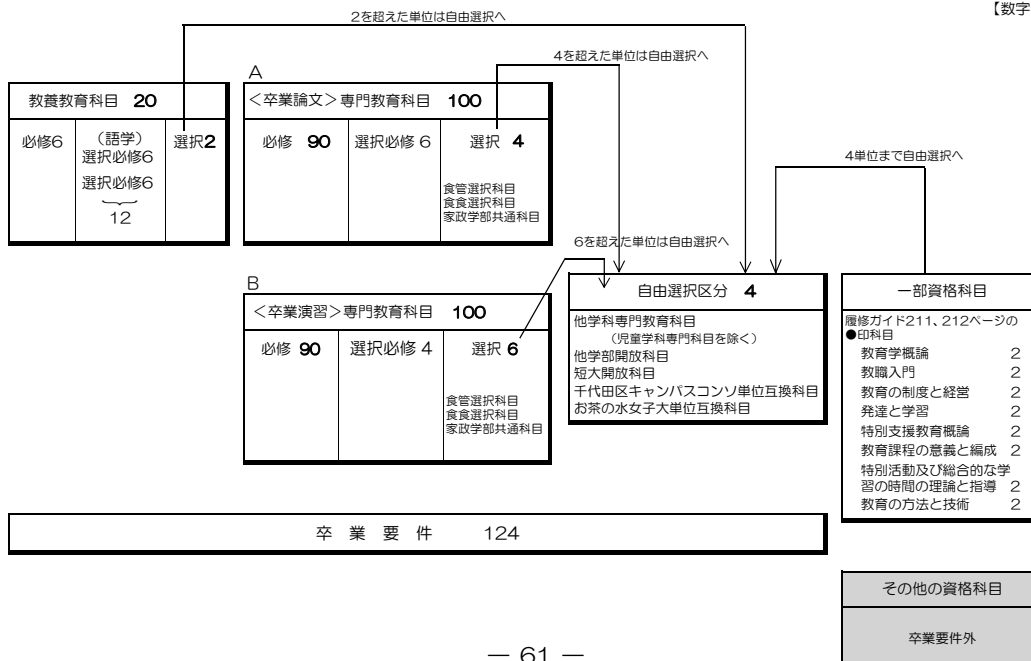 【数字
2を超えた単位は自由選択へ
4を超えた単位は自由選択へ
教養教育科目 20
必修6
(語学)
選択必修6
選択必修6
12
選択2
A
<卒業論文>専門教育科目 100
必修 90
選択必修 6
選択 4
食管選択科目
食食選択科目
家政学部共通科目
4単位まで自由選択へ
6を超えた単位は自由選択へ
B
<卒業演習>専門教育科目 100
必修 90
選択必修 4
選択 6
食管選択科目
食食選択科目
家政学部共通科目
自由選択区分 4
他学科専門教育科目
(児童学科専門科目を除く)
他学部開放科目
短大開放科目
千代田区キャンパスコンソ単位互換科目
お茶の水女子大単位互換科目
一部資格科目
履修ガイド211、212ページの
●印科目
教育学概論 2
教職入門 2
教育の制度と経営 2
発達と学習 2
特別支援教育概論 2
教育課程の意義と編成 2
特別活動及び総合的な学
習の時間の理論と指導 2
教育の方法と技術 2
卒業要件 124
その他の資格科目
卒業要件外
― 61 ―